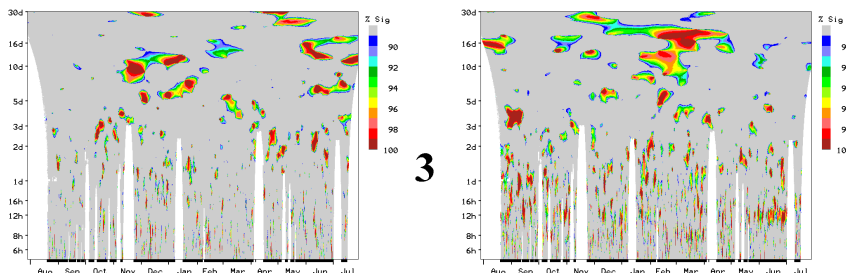 30d
16d
10d
5d
3d
2d
1d
16h
12h
8h
6h
Aug Sep Oct Nov Dec Jan Feb Mar Apr May Jun Jul
% Sig
90
92
94
96
98
100
3
30d
16d
10d
5d
3d
2d
1d
16h
12h
8h
6h
Aug Sep Oct Nov Dec Jan Feb Mar Apr May Jun Jul
% Sig